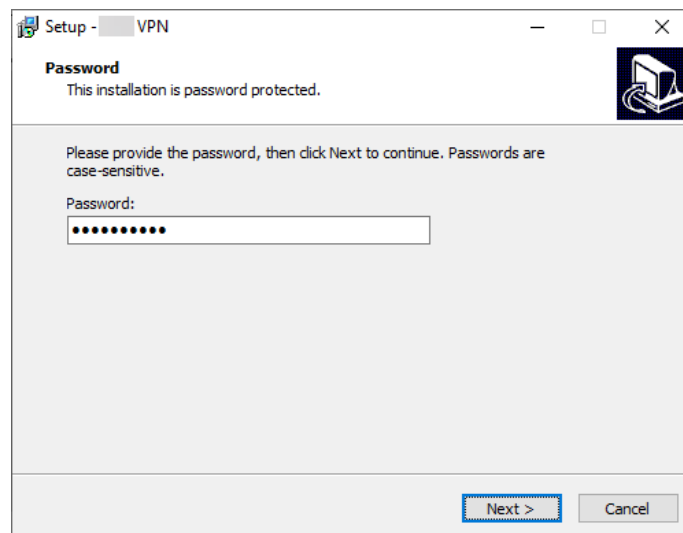 Setup - VPN
Password
This installation is password protected.
Please provide the password, then click Next to continue. Passwords are
case-sensitive.
Password:
••••••••••
Next >
Cancel